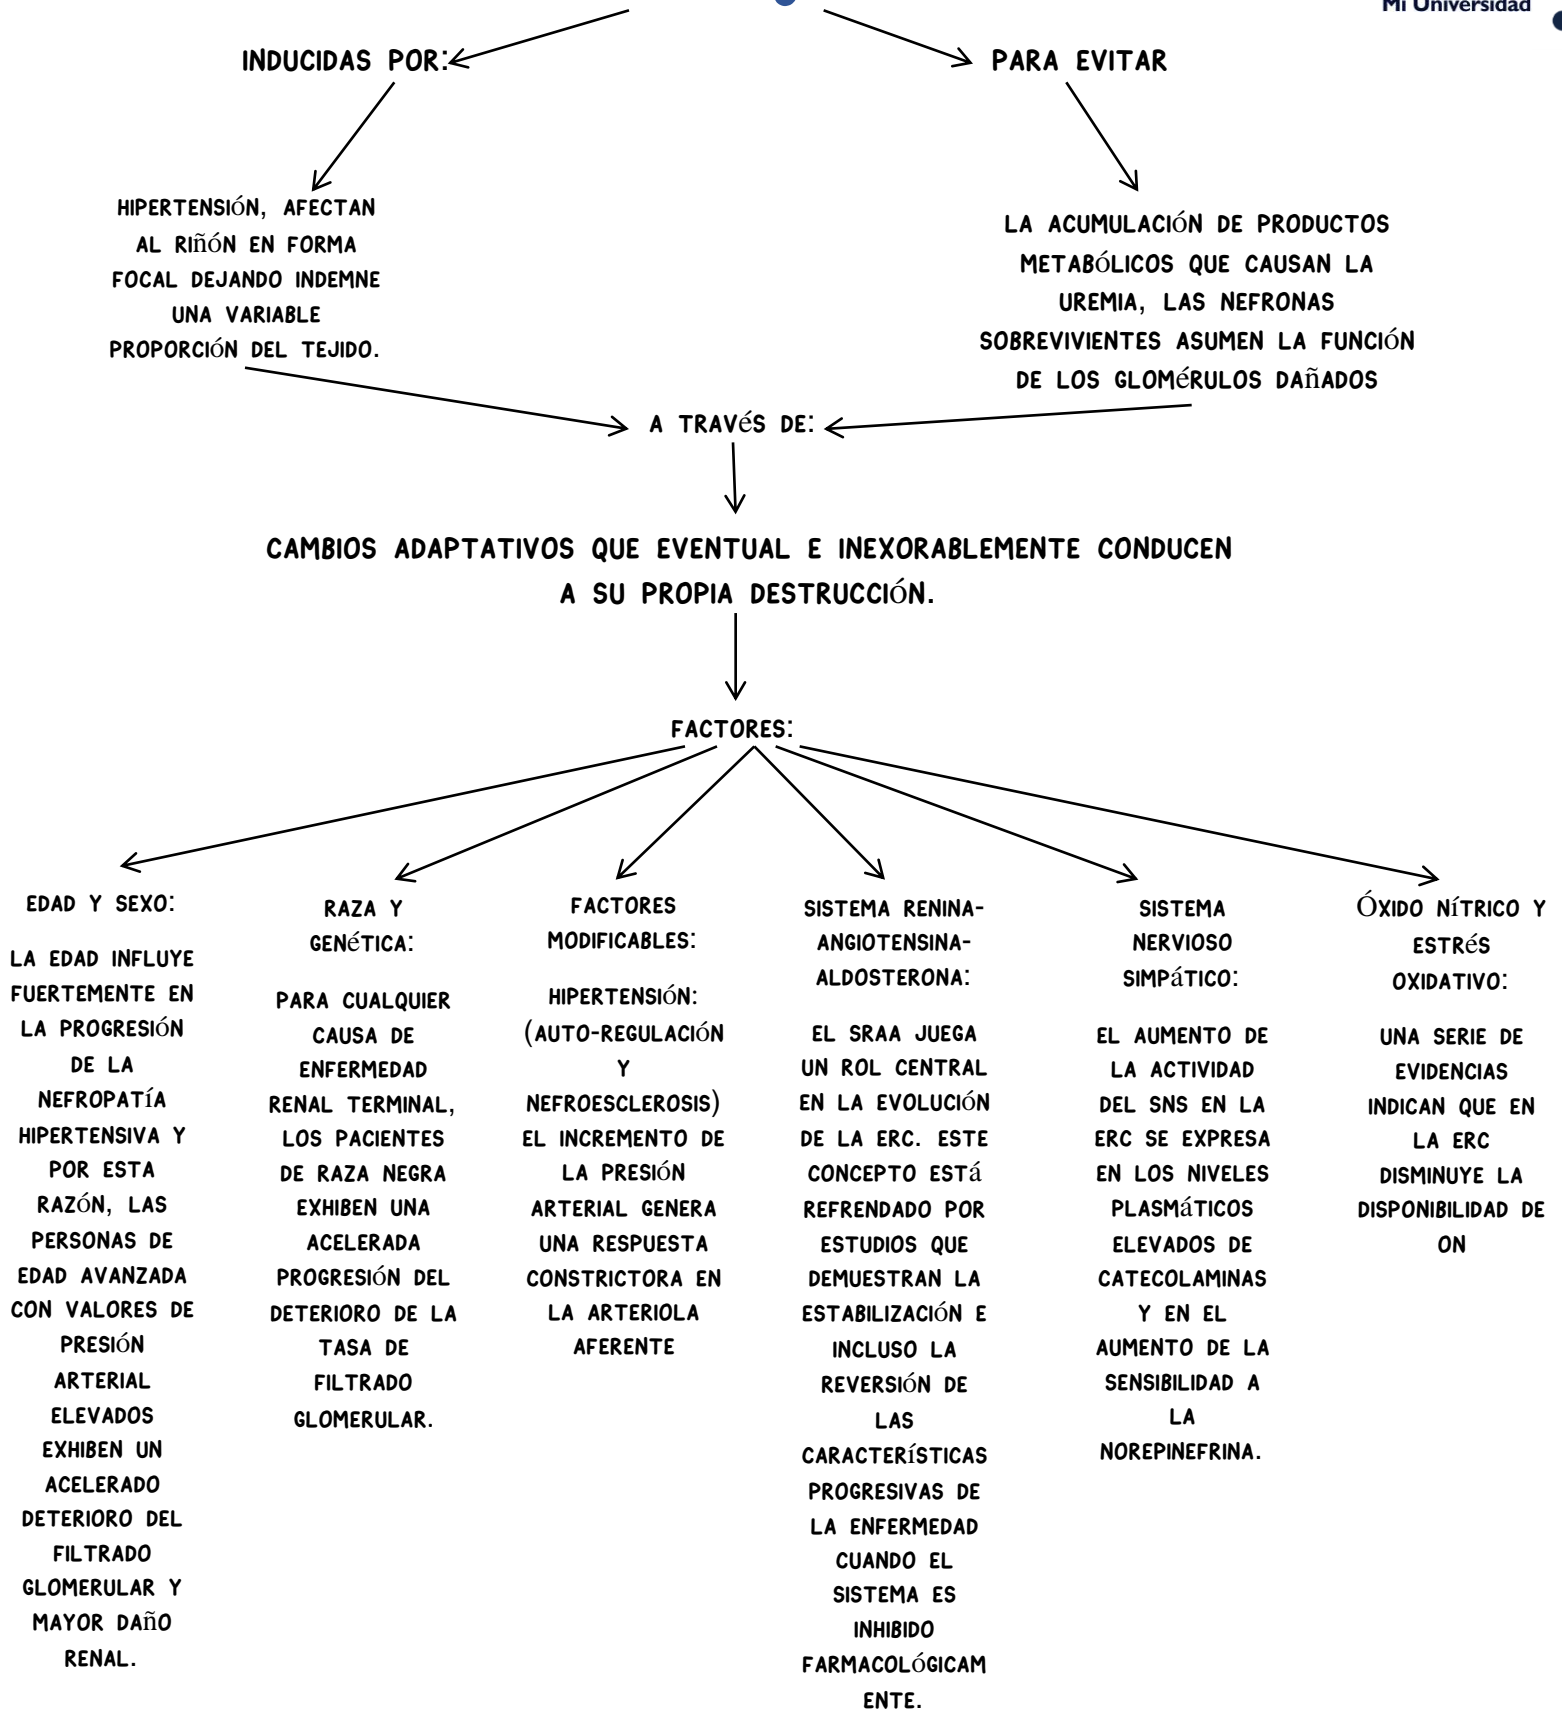 Mi Universidad
INDUCIDAS POR:
PARA EVITAR
HIPERTENSIÓN, AFECTAN
AL RIÑÓN EN FORMA
FOCAL DEJANDO INDEMNE
UNA VARIABLE
PROPORCIÓN DEL TEJIDO.
LA ACUMULACIÓN DE PRODUCTOS
METABÓLICOS QUE CAUSAN LA
UREMIA, LAS NEFRONAS
SOBREVIVIENTES ASUMEN LA FUNCIÓN
DE LOS GLOMéRULOS DAÑADOS
A TRAVéS DE:
CAMBIOS ADAPTATIVOS QUE EVENTUAL E INEXORABLEMENTE CONDUCEN
A SU PROPIA DESTRUCCIÓN.
FACTORES:
EDAD Y SEXO:
LA EDAD INFLUYE
FUERTEMENTE EN
LA PROGRESIÓN
DE LA
NEFROPATíA
HIPERTENSIVA Y
POR ESTA
RAZÓN, LAS
PERSONAS DE
EDAD AVANZADA
CON VALORES DE
PRESIÓN
ARTERIAL
ELEVADOS
EXHIBEN UN
ACELERADO
DETERIORO DEL
FILTRADO
GLOMERULAR Y
MAYOR DAÑO
RENAL.
RAZA Y
GENéTICA:
PARA CUALQUIER
CAUSA DE
ENFERMEDAD
RENAL TERMINAL,
LOS PACIENTES
DE RAZA NEGRA
EXHIBEN UNA
ACELERADA
PROGRESIÓN DEL
DETERIORO DE LA
TASA DE
FILTRADO
GLOMERULAR.
FACTORES
MODIFICABLES:
HIPERTENSIÓN:
(AUTO-REGULACIÓN
Y
NEFROESCLEROSIS)
EL INCREMENTO DE
LA PRESIÓN
ARTERIAL GENERA
UNA RESPUESTA
CONSTRICTORA EN
LA ARTERIOLA
AFERENTE
SISTEMA RENINA-
ANGIOTENSINA-
ALDOSTERONA:
EL SRAA JUEGA
UN ROL CENTRAL
EN LA EVOLUCIÓN
DE LA ERC. ESTE
CONCEPTO ESTá
REFRENDADO POR
ESTUDIOS QUE
DEMUESTRAN LA
ESTABILIZACIÓN E
INCLUSO LA
REVERSIÓN DE
LAS
CARACTERíSTICAS
PROGRESIVAS DE
LA ENFERMEDAD
CUANDO EL
SISTEMA ES
INHIBIDO
FARMACOLÓGICAM
ENTE.
SISTEMA
NERVIOSO
SIMPáTICO:
EL AUMENTO DE
LA ACTIVIDAD
DEL SNS EN LA
ERC SE EXPRESA
EN LOS NIVELES
PLASMáTICOS
ELEVADOS DE
CATECOLAMINAS
Y EN EL
AUMENTO DE LA
SENSIBILIDAD A
LA
NOREPINEFRINA.
ÓXIDO NíTRICO Y
ESTRéS
OXIDATIVO:
UNA SERIE DE
EVIDENCIAS
INDICAN QUE EN
LA ERC
DISMINUYE LA
DISPONIBILIDAD DE
ON